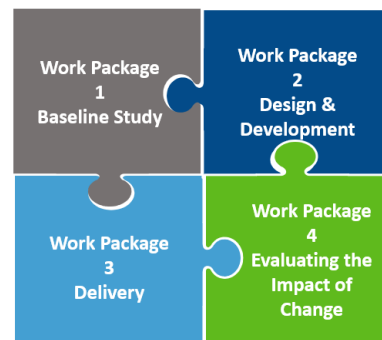 Work Package
1
Baseline Study
Work Package
2
Design &
Development
Work Package
3
Delivery
Work Package
4
Evaluating the
Impact of
Change